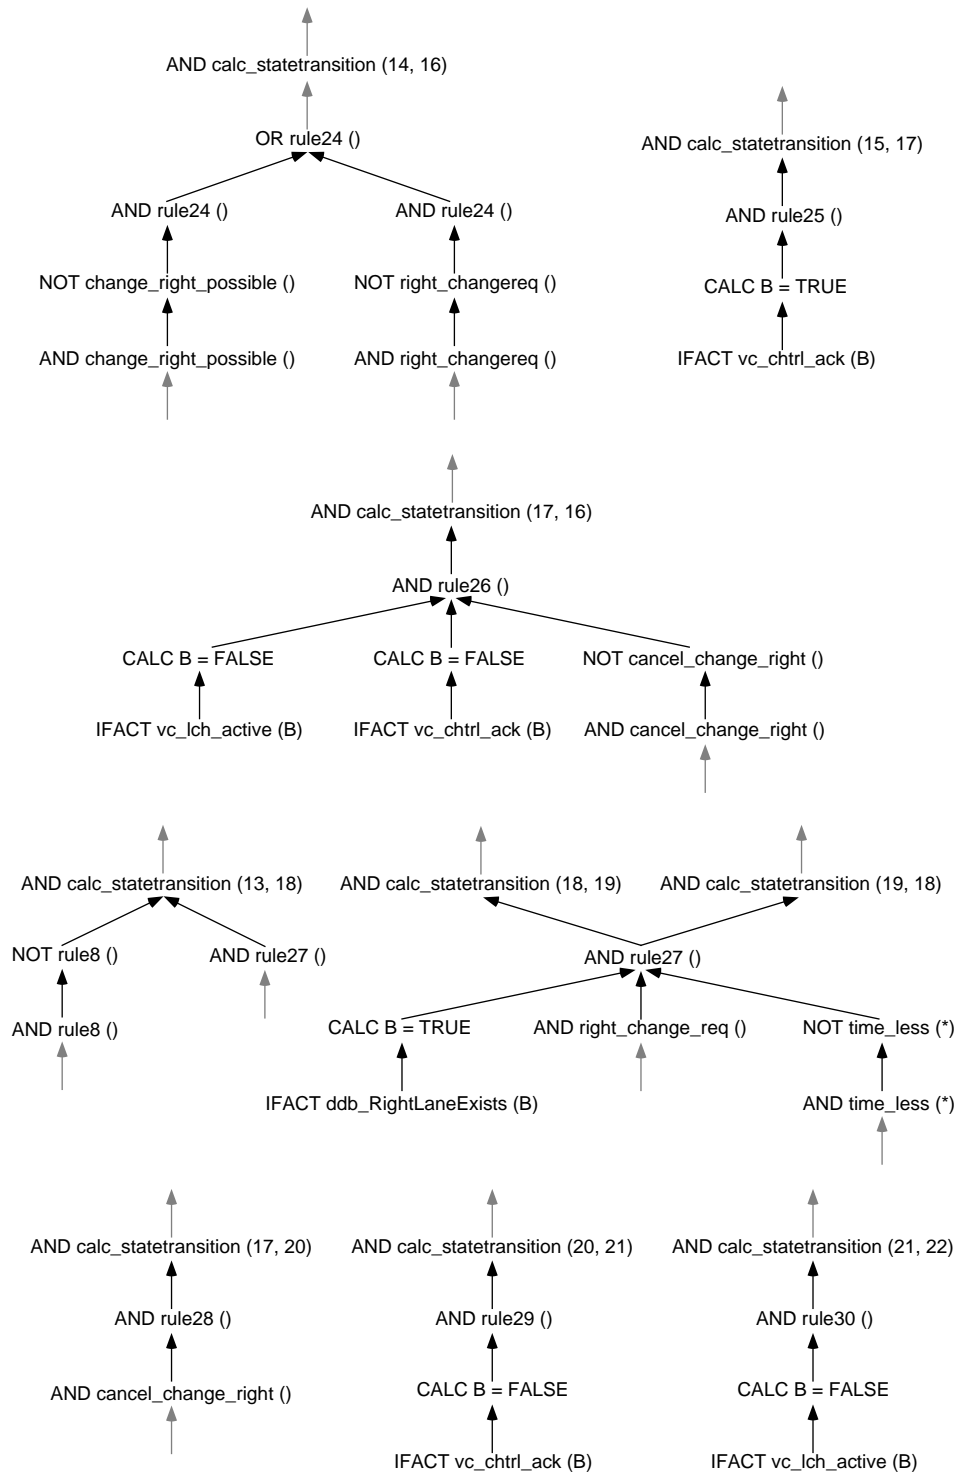 AND calc_statetransition (14, 16)
OR rule24 ()
AND rule24 ()
AND rule24 ()
NOT change_right_possible ()
NOT right_changereq ()
AND change_right_possible ()
AND right_changereq ()
AND calc_statetransition (15, 17)
AND rule25 ()
CALC B = TRUE
IFACT vc_chtrl_ack (B)
AND calc_statetransition (17, 16)
AND rule26 ()
CALC B = FALSE
CALC B = FALSE
NOT cancel_change_right ()
IFACT vc_lch_active (B)
IFACT vc_chtrl_ack (B)
AND cancel_change_right ()
AND calc_statetransition (13, 18)
NOT rule8 ()
AND rule27 ()
AND rule8 ()
AND calc_statetransition (18, 19)
AND calc_statetransition (19, 18)
AND rule27 ()
CALC B = TRUE
AND right_change_req ()
NOT time_less (*)
IFACT ddb_RightLaneExists (B)
AND time_less (*)
AND calc_statetransition (17, 20)
AND rule28 ()
AND cancel_change_right ()
AND calc_statetransition (20, 21)
AND rule29 ()
CALC B = FALSE
IFACT vc_chtrl_ack (B)
AND calc_statetransition (21, 22)
AND rule30 ()
CALC B = FALSE
IFACT vc_lch_active (B)